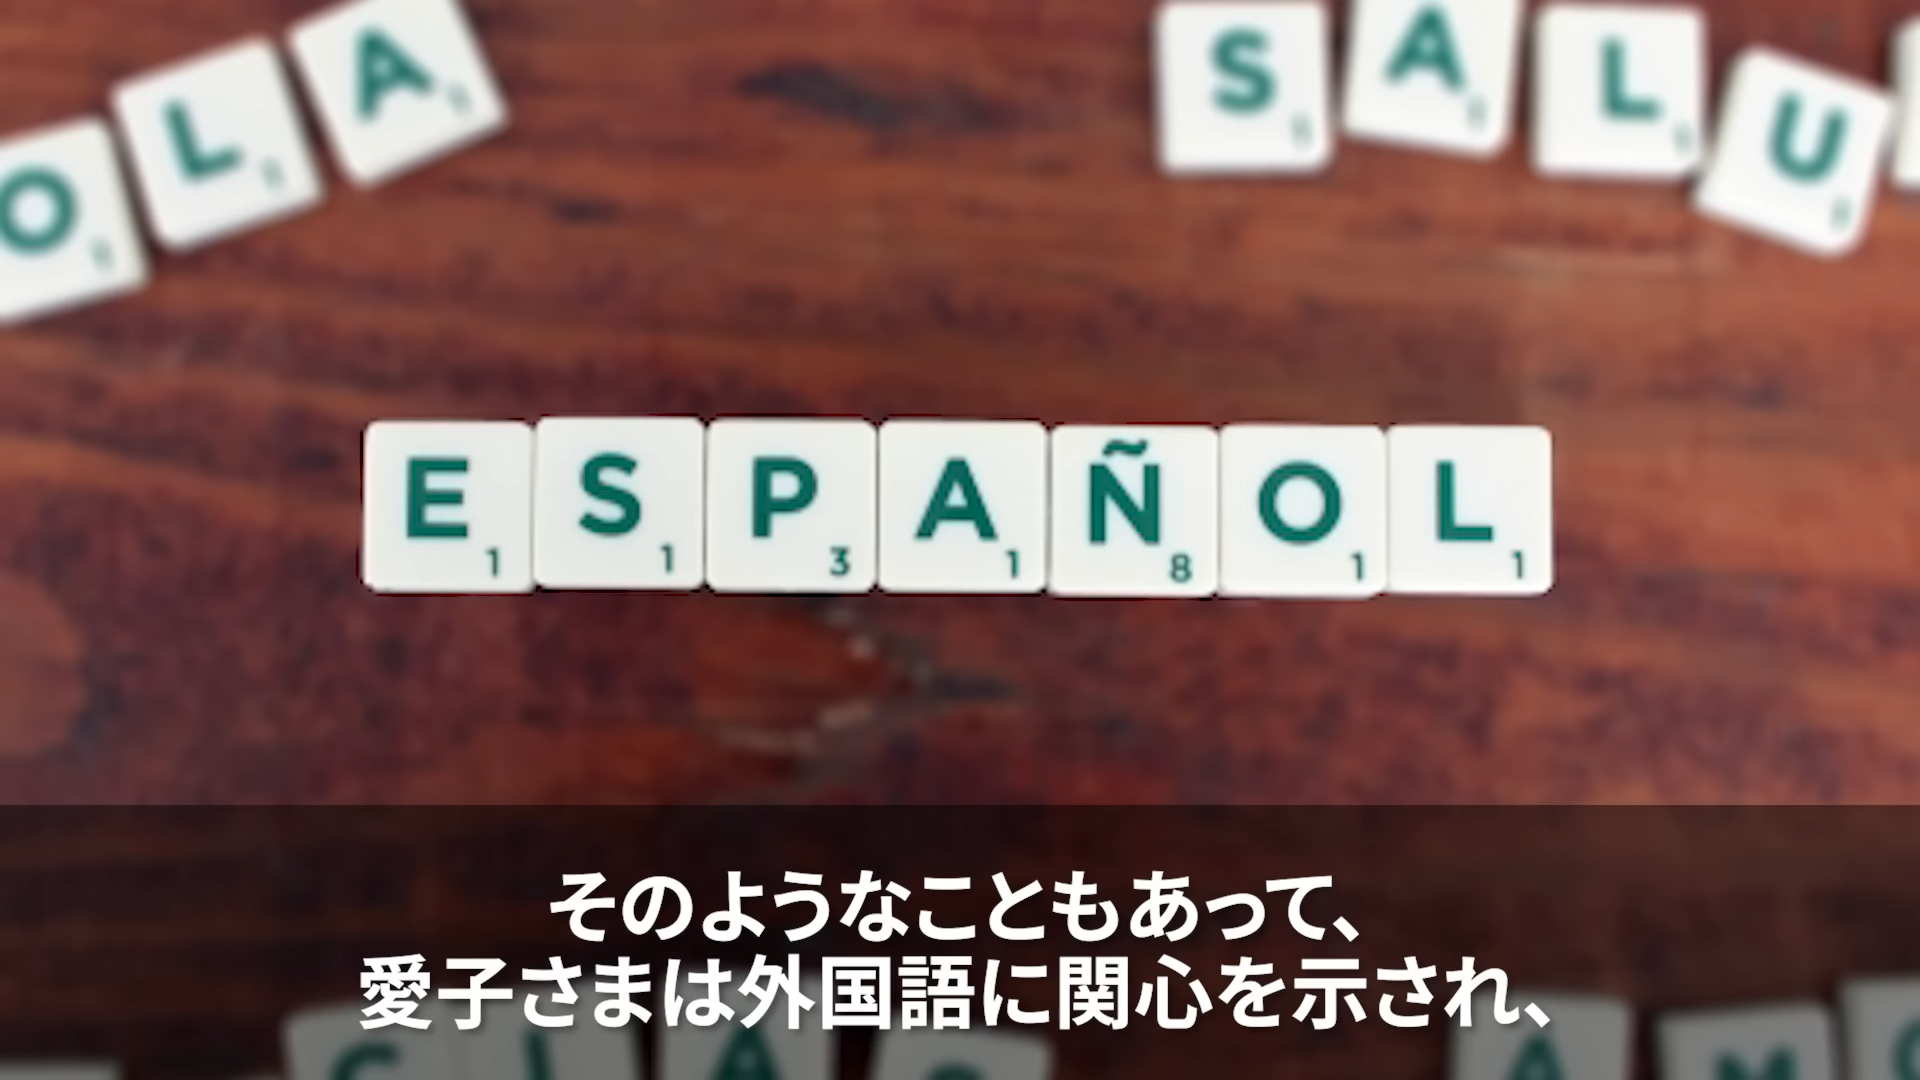 OLA
SALU
ESPAÑOL
1 1 3 1 8 1 1
そのようなこともあって、
愛子さまは外国語に関心を示され、